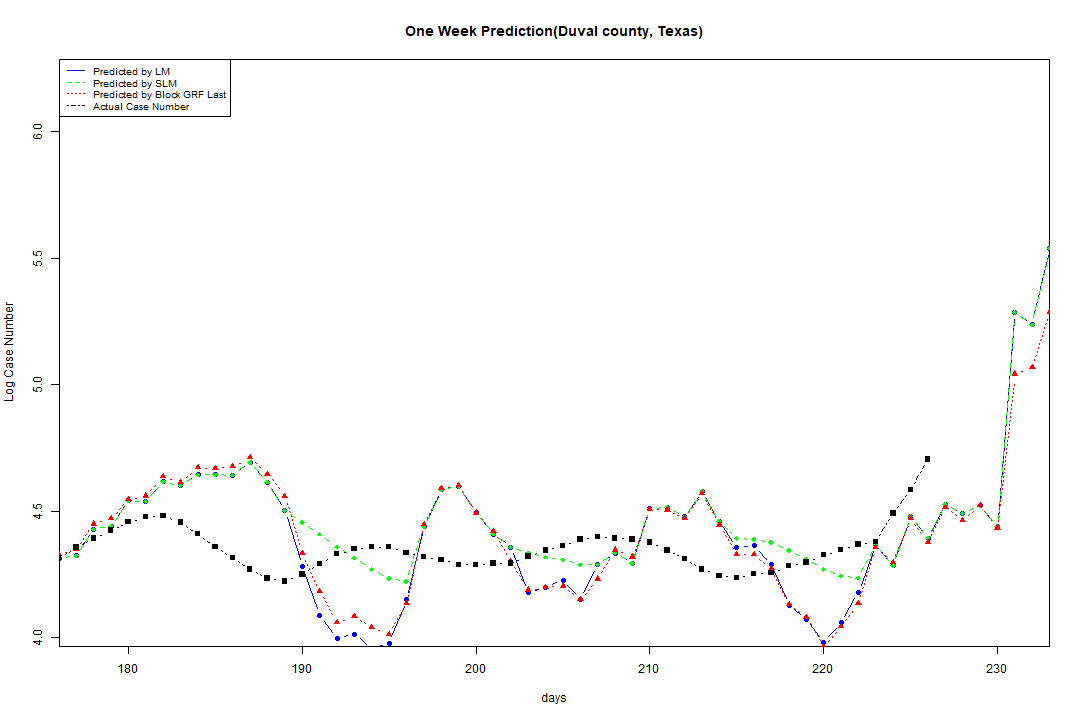 One Week Prediction(Duval county, Texas)
Predicted by LM
Predicted by SLM
Predicted by Block GRF Last
Actual Case Number
6.0
5.5
5.0
4.5
4.0
Log Case Number
180 190 200 210 220 230
days